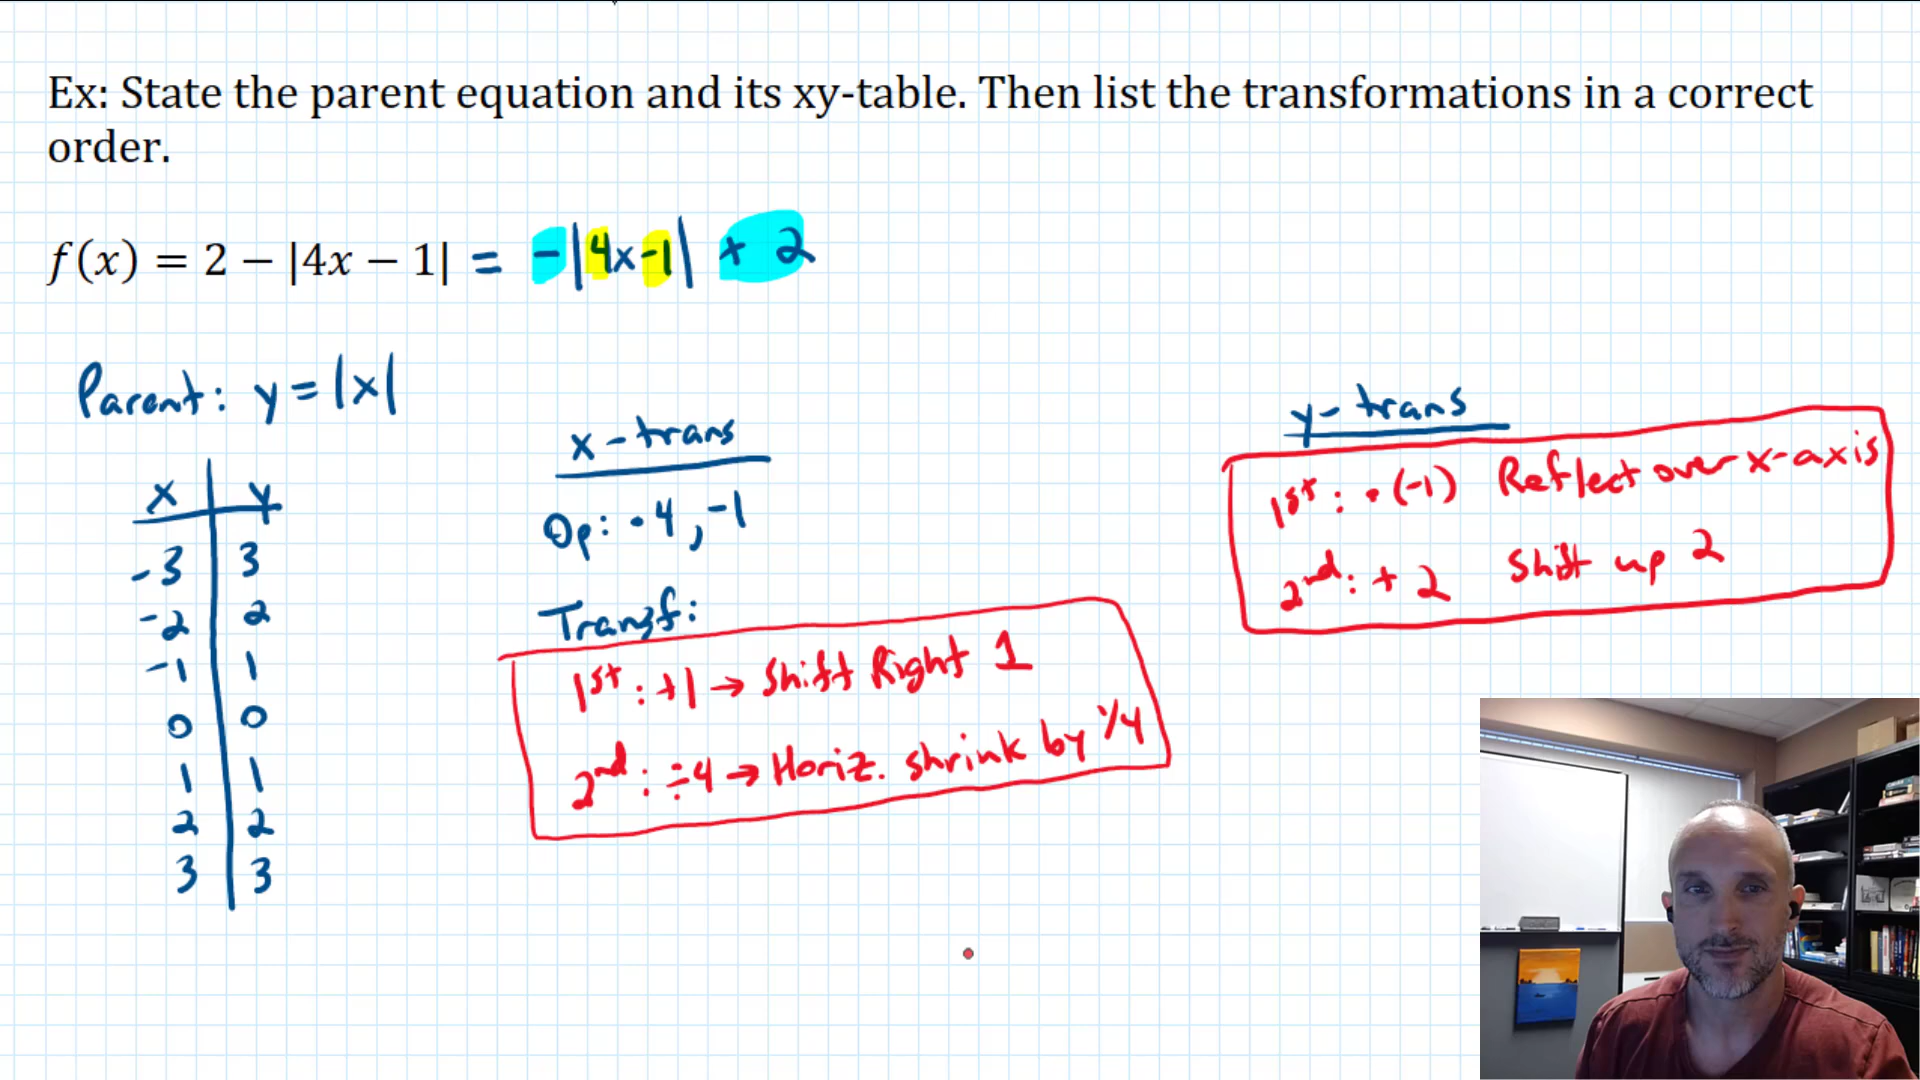 Ex: State the parent equation and its xy-table. Then list the transformations in a correct
order.
f(x) = 2 − |4x − 1| = -|4x-1| + 2
Parent: y = |x|
x | y
-3 | 3
-2 | 2
-1 | 1
0 | 0
1 | 1
2 | 2
3 | 3
x-trans
Op: ·4, -1
Transf:
1st: +1 → Shift Right 1
2nd: ÷4 → Horiz. shrink by 1/4
y-trans
1st: ·(-1) Reflect over x-axis
2nd: + 2 Shift up 2